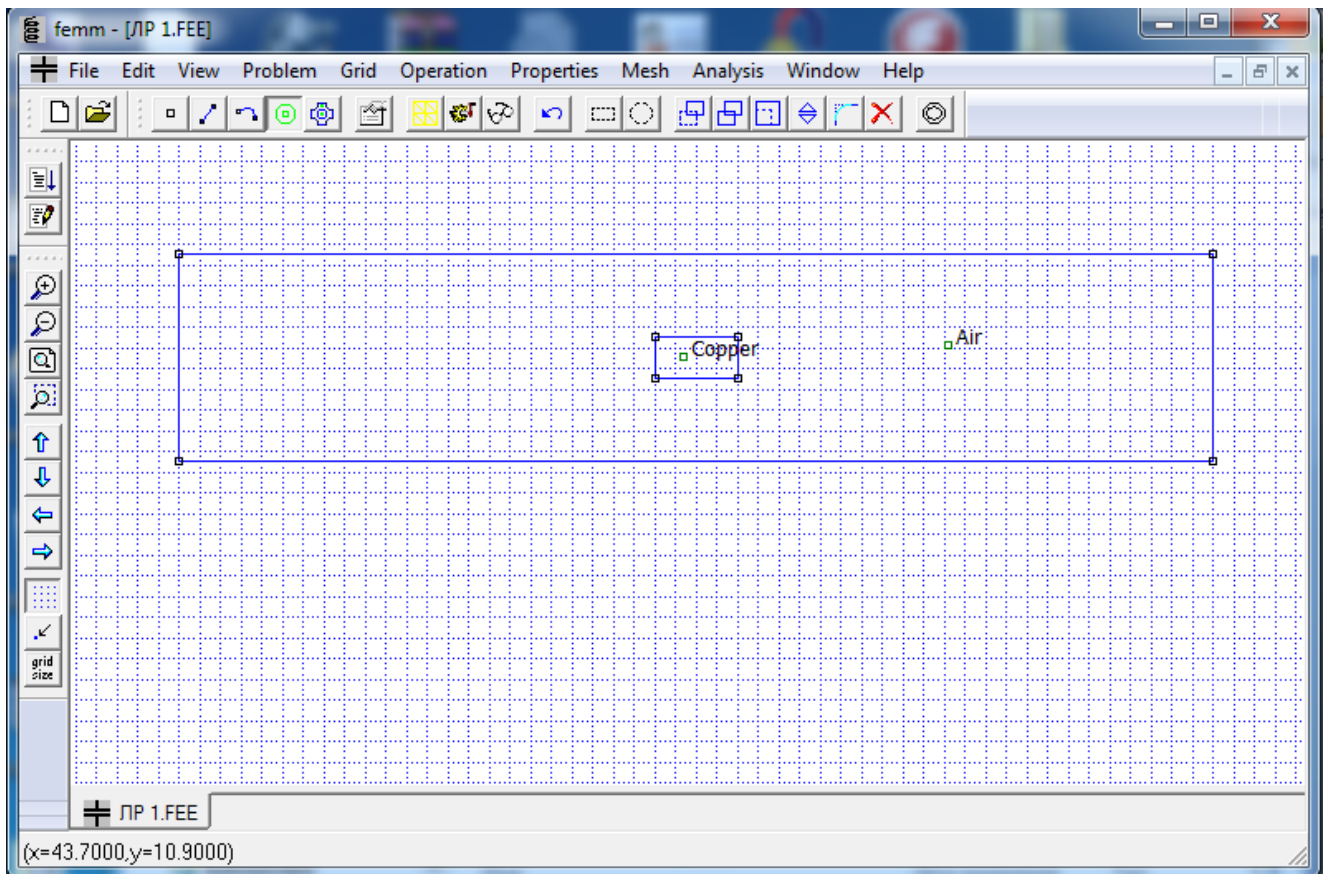 femm - [ЛР 1.FEE]
File Edit View Problem Grid Operation Properties Mesh Analysis Window Help
Air
Copper
grid
size
ЛР 1.FEE
(x=43.7000,y=10.9000)